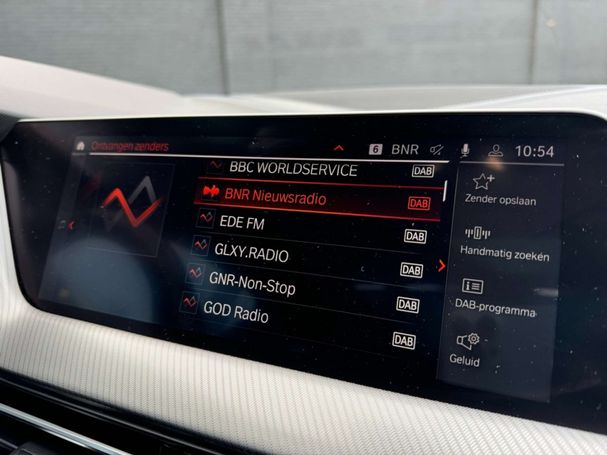 Ontvangen zenders
6 BNR 10:54
BBC WORLDSERVICE DAB
BNR Nieuwsradio DAB
EDE FM DAB
GLXY.RADIO DAB
GNR-Non-Stop DAB
GOD Radio DAB
Zender opslaan
Handmatig zoeken
DAB-programma
Geluid